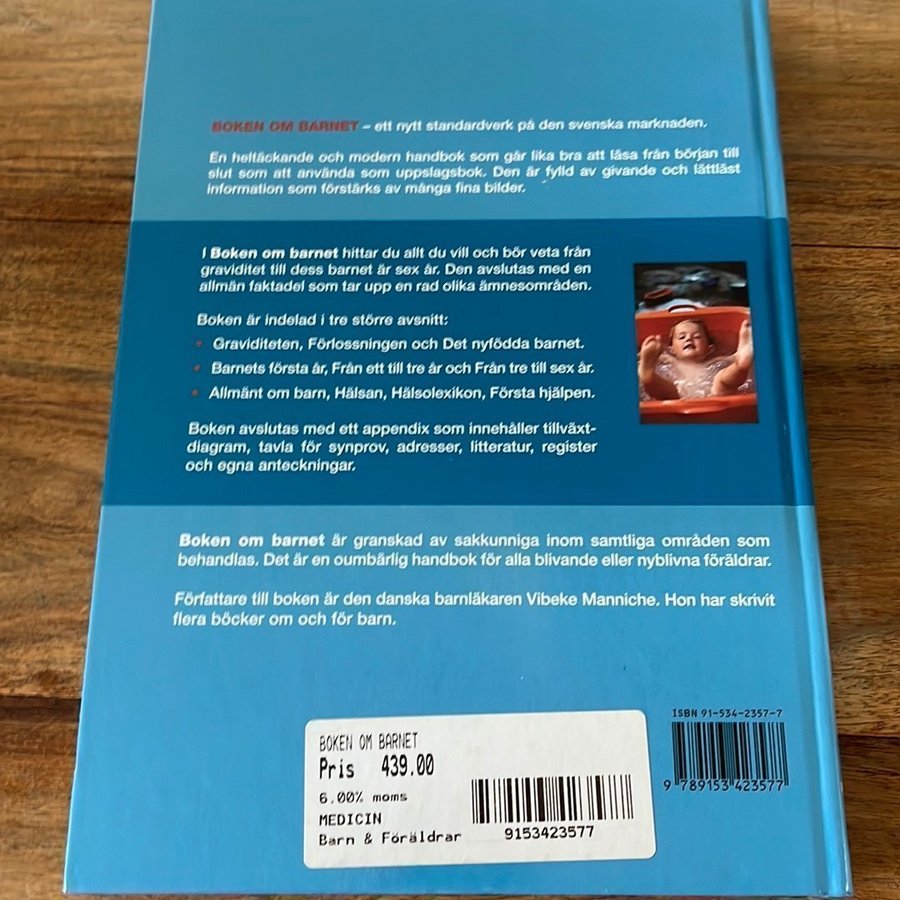 BOKEN OM BARNET – ett nytt standardverk på den svenska marknaden.
En heltäckande och modern handbok som går lika bra att läsa från början till
slut som att använda som uppslagsbok. Den är fylld av givande och lättläst
information som förstärks av många fina bilder.
I Boken om barnet hittar du allt du vill och bör veta från
graviditet till dess barnet är sex år. Den avslutas med en
allmän faktadel som tar upp en rad olika ämnesområden.
Boken är indelad i tre större avsnitt:
• Graviditeten, Förlossningen och Det nyfödda barnet.
• Barnets första år, Från ett till tre år och Från tre till sex år.
• Allmänt om barn, Hälsan, Hälsolexikon, Första hjälpen.
Boken avslutas med ett appendix som innehåller tillväxt-
diagram, tavla för synprov, adresser, litteratur, register
och egna anteckningar.
Boken om barnet är granskad av sakkunniga inom samtliga områden som
behandlas. Det är en oumbärlig handbok för alla blivande eller nyblivna föräldrar.
Författare till boken är den danska barnläkaren Vibeke Manniche. Hon har skrivit
flera böcker om och för barn.
ISBN 91-534-2357-7
9 789153 423577
BOKEN OM BARNET
Pris 439.00
6.00% moms
MEDICIN
Barn & Föräldrar
9153423577